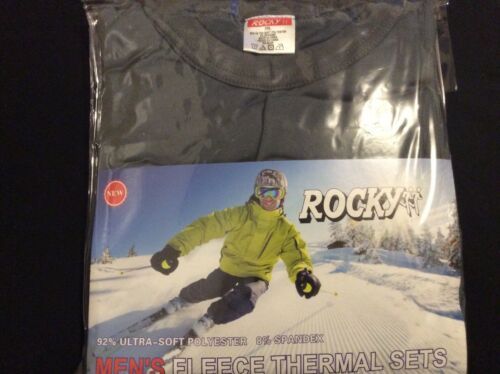 ROCKY
NEW
ROCKY
92% ULTRA-SOFT POLYESTER 8% SPANDEX
MEN'S FLEECE THERMAL SETS